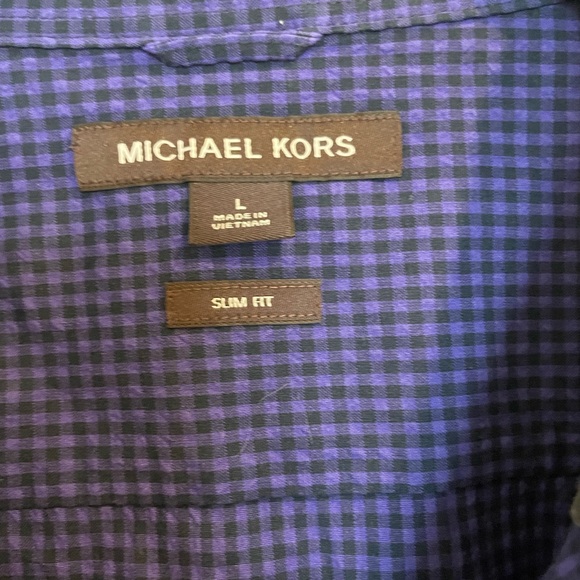 MICHAEL KORS
L
MADE IN
VIETNAM
SLIM FIT